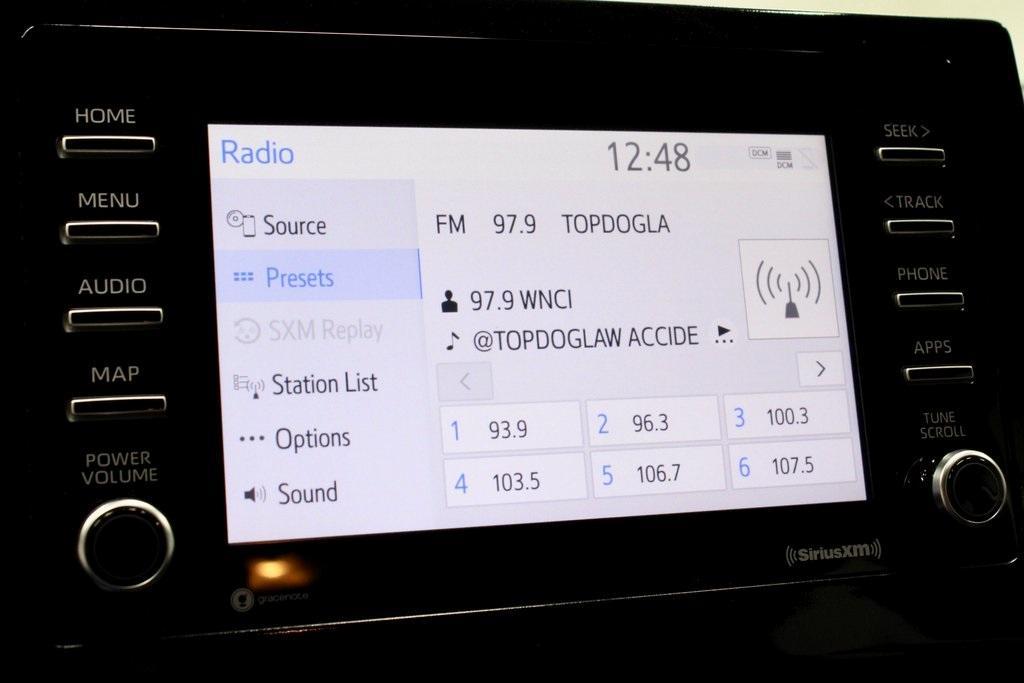 HOME
MENU
AUDIO
MAP
POWER
VOLUME
Radio
12:48
DCM
DCM
Source
Presets
SXM Replay
Station List
Options
Sound
FM 97.9 TOPDOGLA
97.9 WNCI
@TOPDOGLAW ACCIDE
1 93.9
2 96.3
3 100.3
4 103.5
5 106.7
6 107.5
SEEK >
< TRACK
PHONE
APPS
TUNE
SCROLL
gracenote
((SiriusXM))